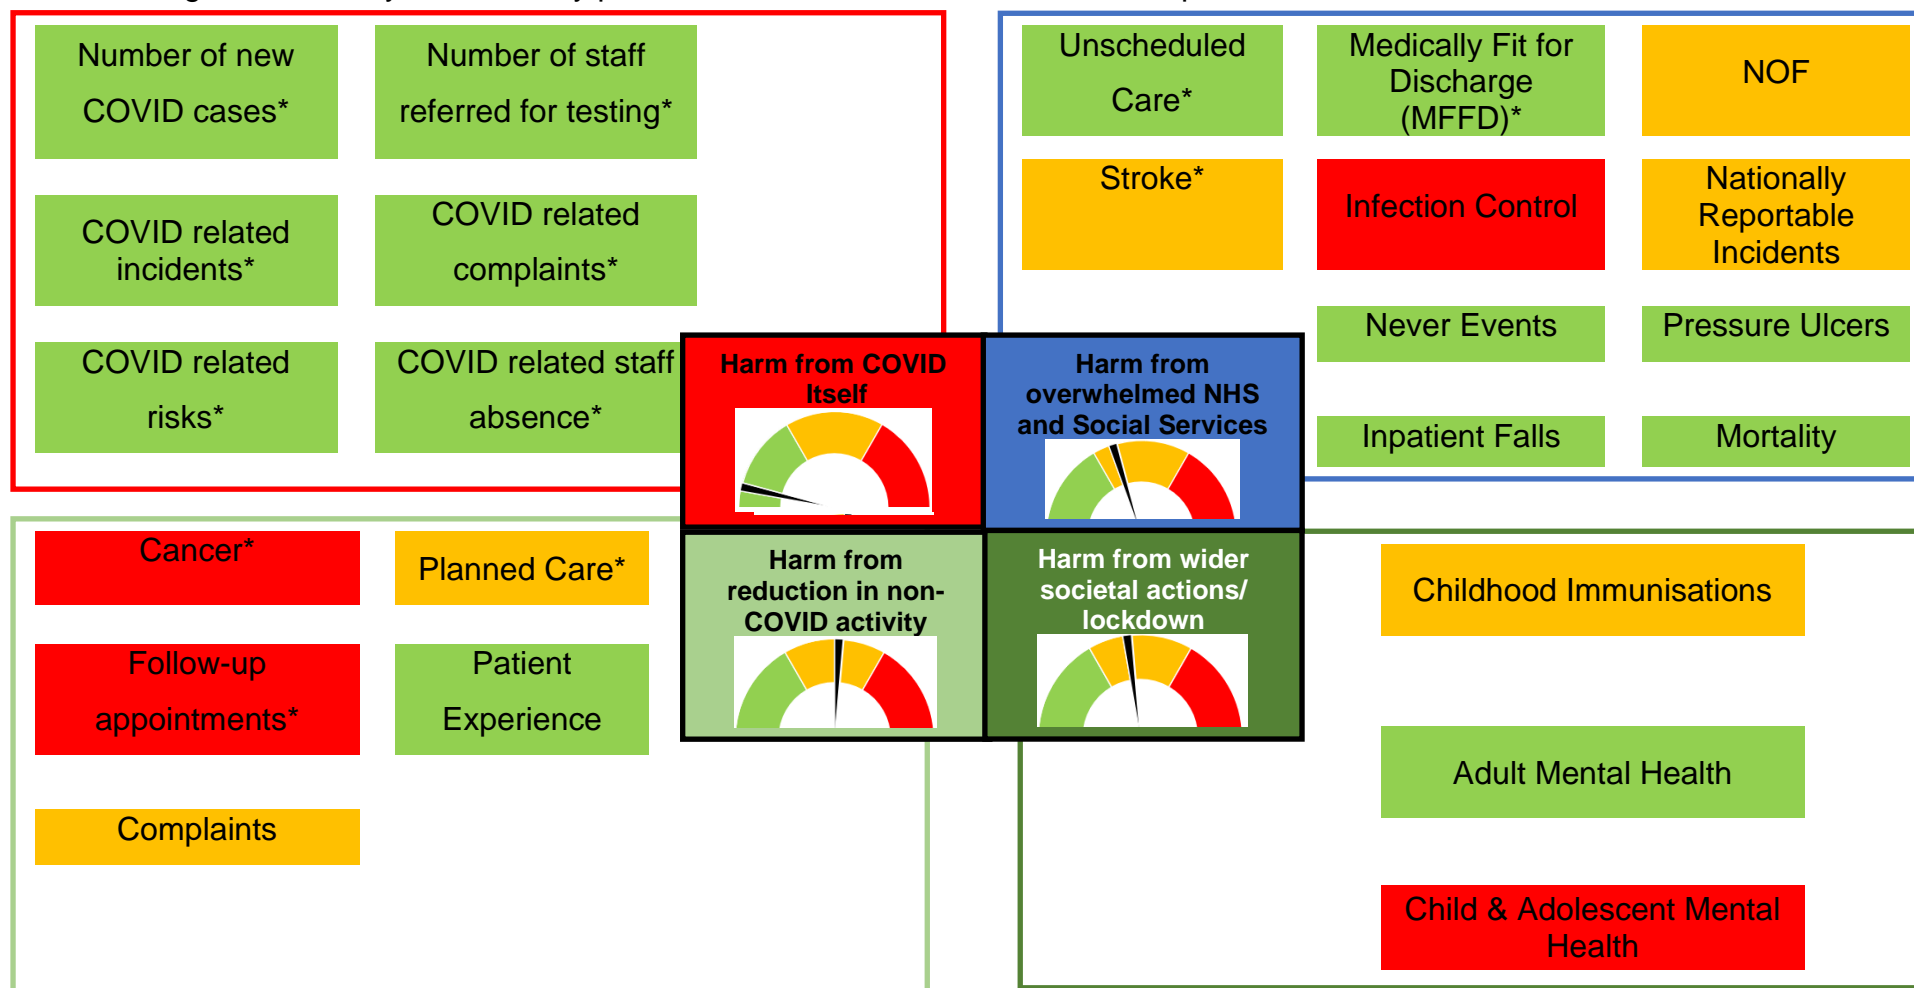 Number of new
COVID cases*
Number of staff
referred for testing*
COVID related
incidents*
COVID related
complaints*
COVID related
risks*
COVID related staff
absence*
Unscheduled
Care*
Medically Fit for
Discharge
(MFFD)*
NOF
Stroke*
Infection Control
Nationally
Reportable
Incidents
Never Events
Pressure Ulcers
Inpatient Falls
Mortality
Harm from COVID
Itself
Harm from
overwhelmed NHS
and Social Services
Harm from
reduction in non-
COVID activity
Harm from wider
societal actions/
lockdown
Cancer*
Planned Care*
Follow-up
appointments*
Patient
Experience
Complaints
Childhood Immunisations
Adult Mental Health
Child & Adolescent Mental
Health